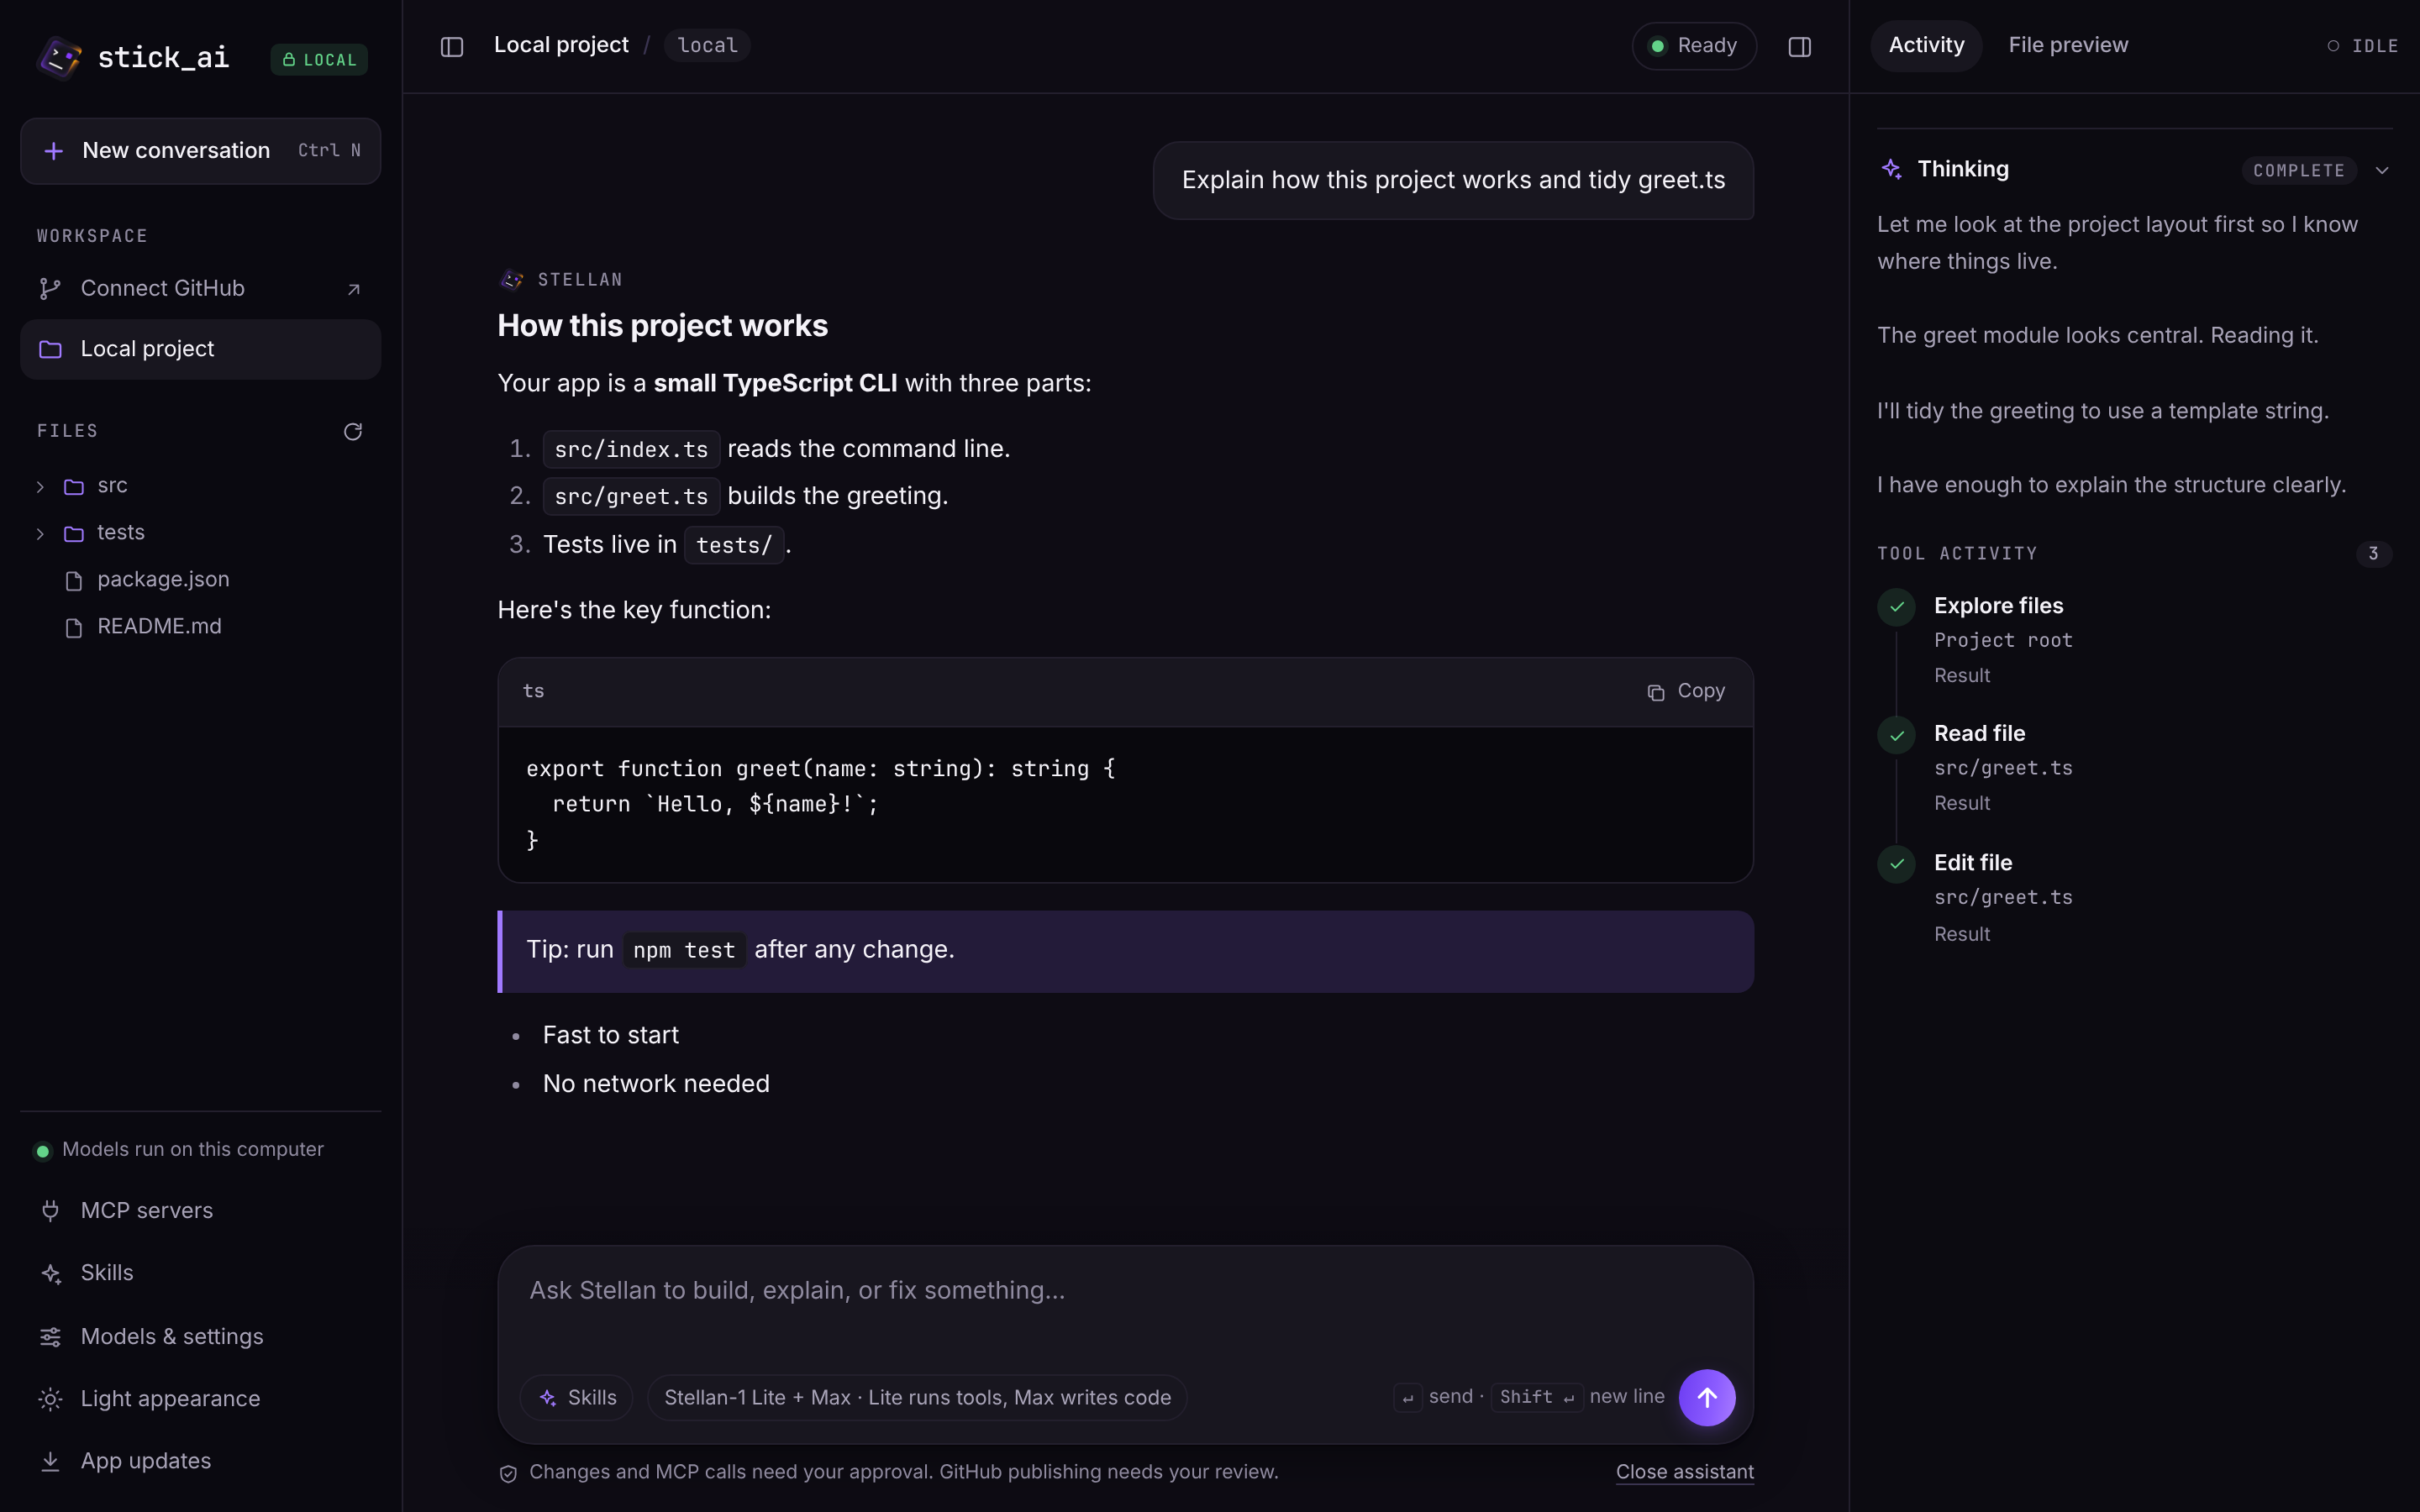 stick_ai
LOCAL
New conversation
Ctrl N
WORKSPACE
Connect GitHub
Local project
FILES
src
tests
package.json
README.md
Models run on this computer
MCP servers
Skills
Models & settings
Light appearance
App updates
Local project / local
Ready
Explain how this project works and tidy greet.ts
STELLAN
How this project works
Your app is a small TypeScript CLI with three parts:
1. src/index.ts reads the command line.
2. src/greet.ts builds the greeting.
3. Tests live in tests/.
Here's the key function:
ts
Copy
export function greet(name: string): string {
  return `Hello, ${name}!`;
}
Tip: run npm test after any change.
• Fast to start
• No network needed
Ask Stellan to build, explain, or fix something...
Skills
Stellan-1 Lite + Max · Lite runs tools, Max writes code
↵ send · Shift ↵ new line
Changes and MCP calls need your approval. GitHub publishing needs your review.
Close assistant
Activity
File preview
IDLE
Thinking
COMPLETE
Let me look at the project layout first so I know
where things live.
The greet module looks central. Reading it.
I'll tidy the greeting to use a template string.
I have enough to explain the structure clearly.
TOOL ACTIVITY
3
Explore files
Project root
Result
Read file
src/greet.ts
Result
Edit file
src/greet.ts
Result